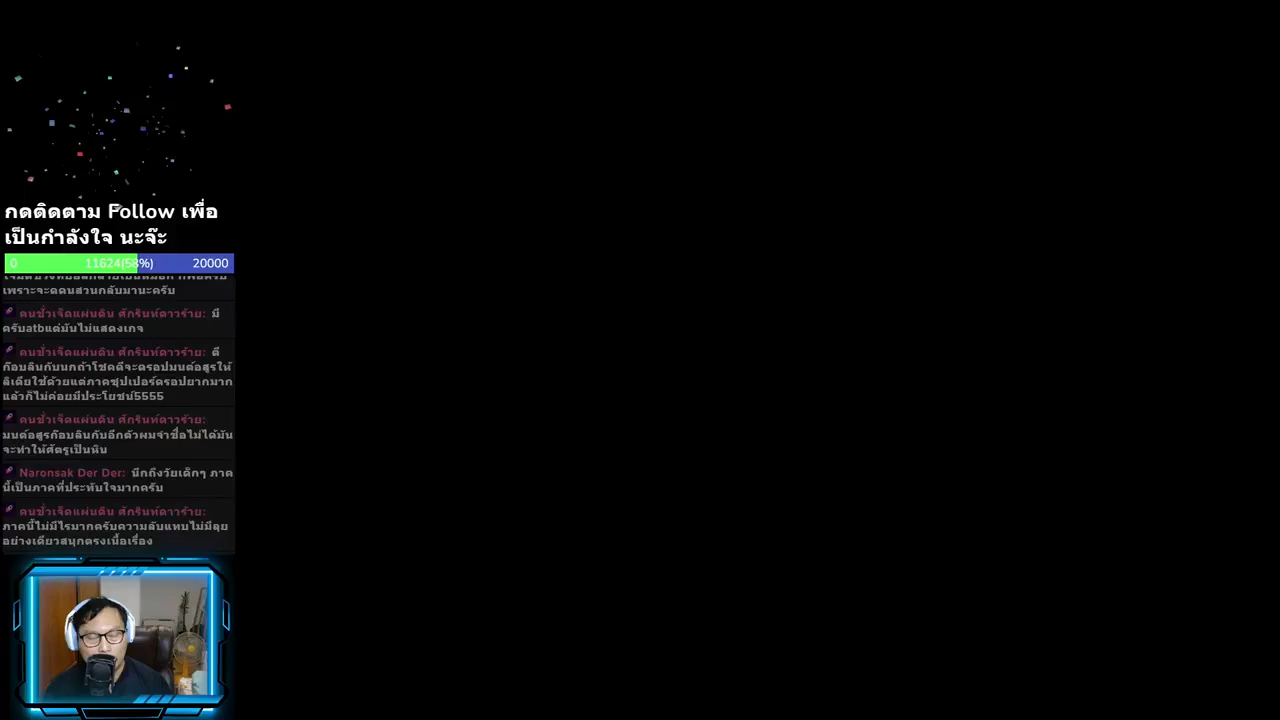 กดติดตาม Follow เพื่อ
เป็นกำลังใจ นะจ๊ะ
0 11624(58%) 20000
เพราะจะดดนสวนกลับมานะครับ
คนชั่วเจ็ดแผ่นดิน ศักรินท์ดาวร้าย: มี
ครับatbแต่มันไม่แสดงเกจ
คนชั่วเจ็ดแผ่นดิน ศักรินท์ดาวร้าย: ตี
ก๊อบลินกับนกถ้าโชคดีจะดรอปมนต์อสูรให้
ลิเดียใช้ด้วยแต่ภาคซุปเปอร์ดรอปยากมาก
แล้วก็ไม่ค่อยมีประโยชน์5555
คนชั่วเจ็ดแผ่นดิน ศักรินท์ดาวร้าย:
มนต์อสูรก๊อบลินกับอีกตัวผมจำชื่อไม่ได้มัน
จะทำให้ศัตรูเป็นหิน
Naronsak Der Der: นึกถึงวัยเด็กๆ ภาค
นี้เป็นภาคที่ประทับใจมากครับ
คนชั่วเจ็ดแผ่นดิน ศักรินท์ดาวร้าย:
ภาคนี้ไม่มีไรมากครับความลับแทบไม่มีลุย
อย่างเดียวสนุกตรงเนื้อเรื่อง